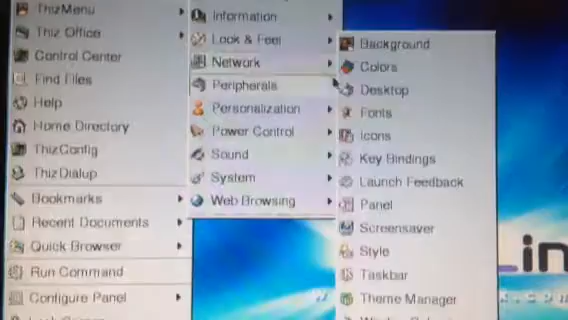 ThizMenu
Thiz Office
Control Center
Find Files
Help
Home Directory
ThizConfig
ThizDialup
Bookmarks
Recent Documents
Quick Browser
Run Command
Configure Panel
Information
Look & Feel
Network
Peripherals
Personalization
Power Control
Sound
System
Web Browsing
Background
Colors
Desktop
Fonts
Icons
Key Bindings
Launch Feedback
Panel
Screensaver
Style
Taskbar
Theme Manager